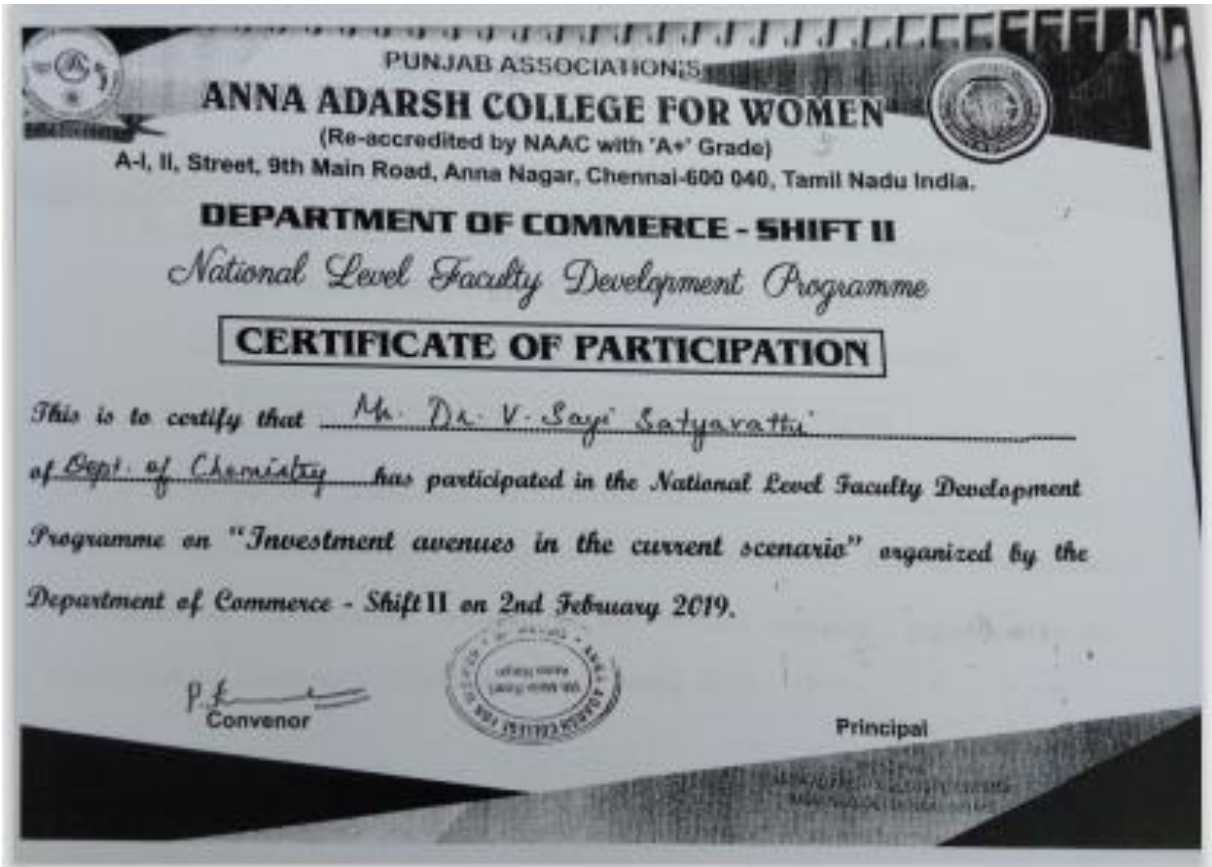 PUNJAB ASSOCIATION'S
ANNA ADARSH COLLEGE FOR WOMEN
(Re-accredited by NAAC with 'A+' Grade)
A-I, II, Street, 9th Main Road, Anna Nagar, Chennai-600 040, Tamil Nadu India.
DEPARTMENT OF COMMERCE - SHIFT II
National Level Faculty Development Programme
CERTIFICATE OF PARTICIPATION
This is to certify that Dr. V. Sayi Satyavathi
of Dept. of Chemistry has participated in the National Level Faculty Development
Programme on "Investment avenues in the current scenario" organized by the
Department of Commerce - Shift II on 2nd February 2019.
Convenor
ANNA ADARSH COLLEGE FOR
Principal